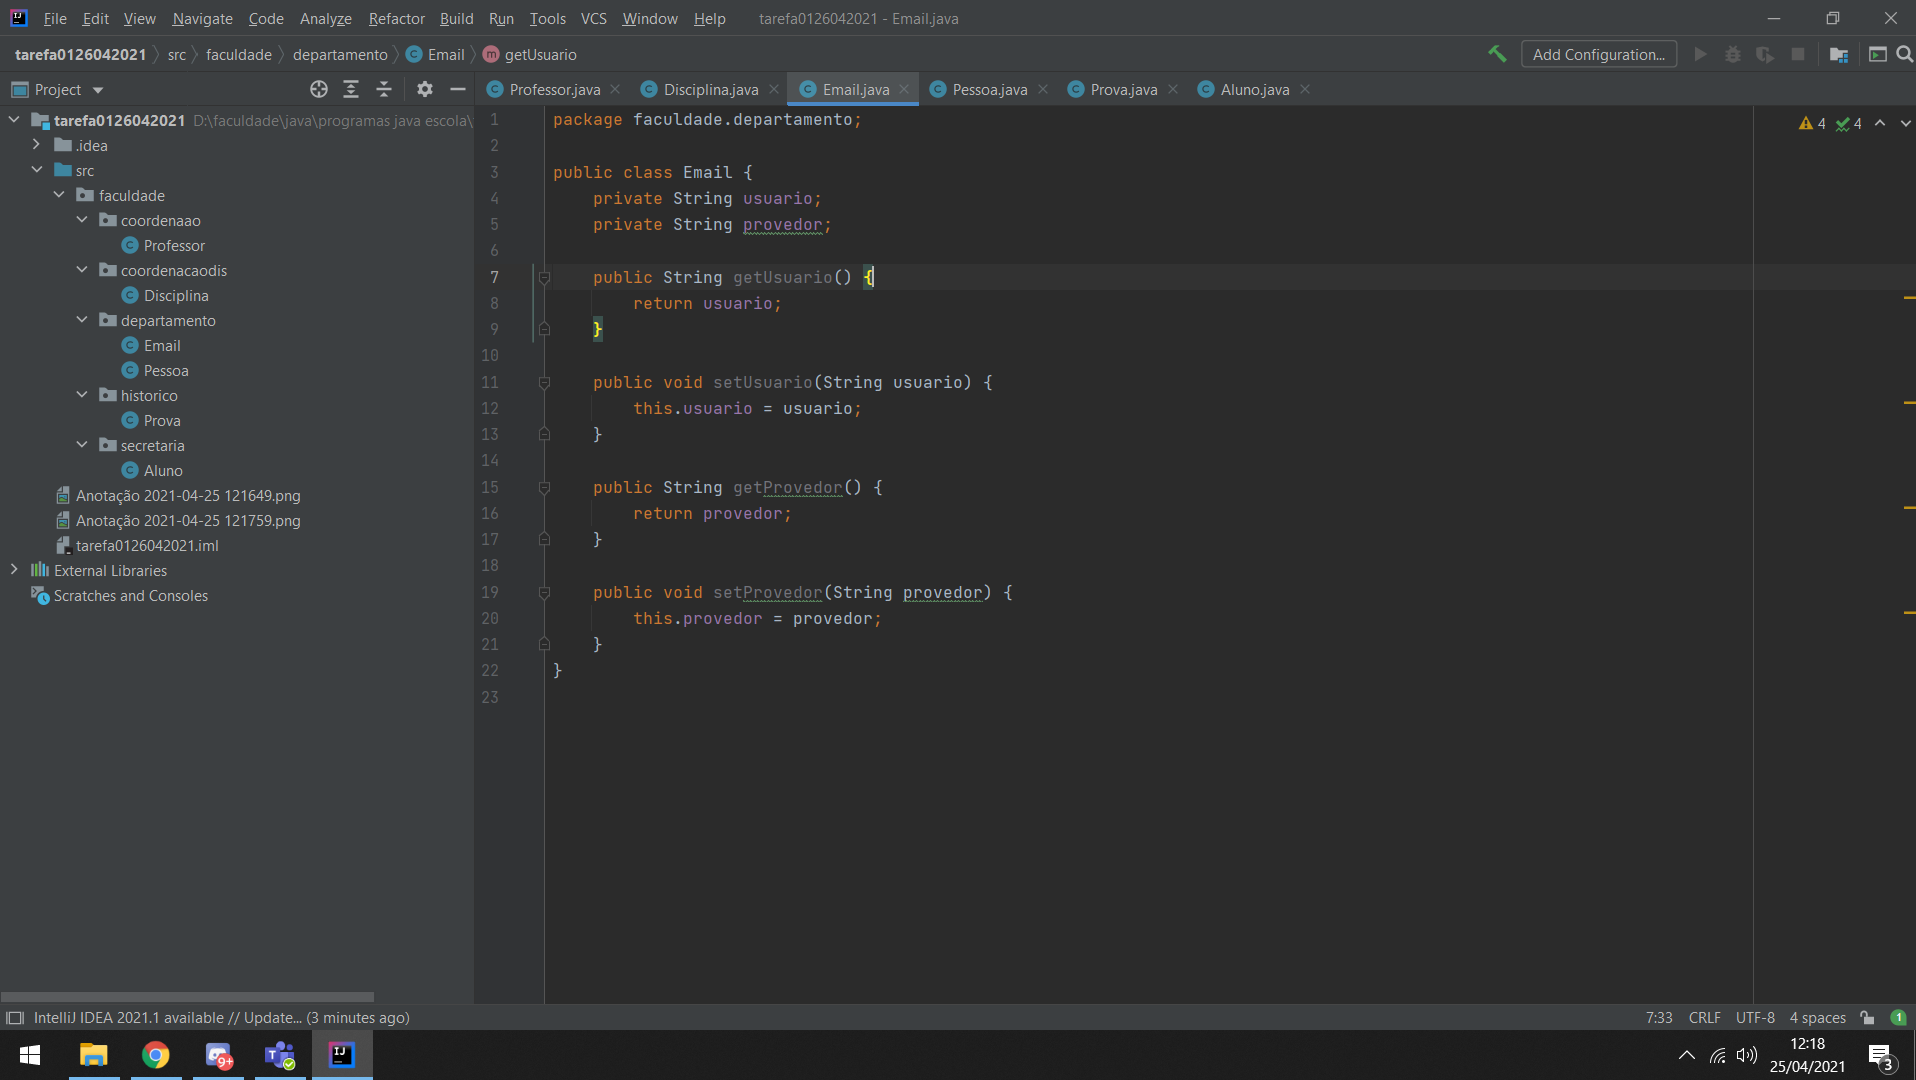 File Edit View Navigate Code Analyze Refactor Build Run Tools VCS Window Help tarefa0126042021 - Email.java
tarefa0126042021 src faculdade departamento Email getUsuario Add Configuration...
Project
Professor.java Disciplina.java Email.java Pessoa.java Prova.java Aluno.java
tarefa0126042021 D:\faculdade\java\programas java escola\
.idea
src
faculdade
coordenaao
Professor
coordenacaodis
Disciplina
departamento
Email
Pessoa
historico
Prova
secretaria
Aluno
Anotação 2021-04-25 121649.png
Anotação 2021-04-25 121759.png
tarefa0126042021.iml
External Libraries
Scratches and Consoles
4 4
1 package faculdade.departamento;
2
3 public class Email {
4 private String usuario;
5 private String provedor;
6
7 public String getUsuario() {
8 return usuario;
9 }
10
11 public void setUsuario(String usuario) {
12 this.usuario = usuario;
13 }
14
15 public String getProvedor() {
16 return provedor;
17 }
18
19 public void setProvedor(String provedor) {
20 this.provedor = provedor;
21 }
22 }
23
IntelliJ IDEA 2021.1 available // Update... (3 minutes ago) 7:33 CRLF UTF-8 4 spaces 1
9+ T IJ
12:18
25/04/2021
3